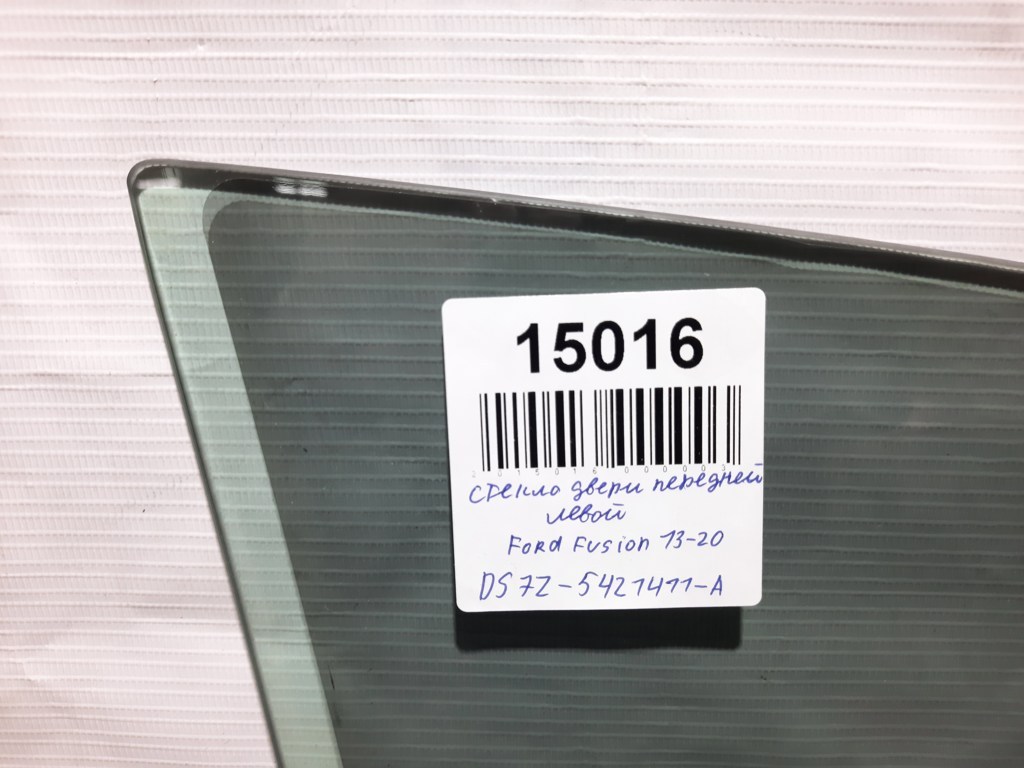 15016
стекло двери передней
левой
Ford Fusion 13-20
DS7Z-5421411-A